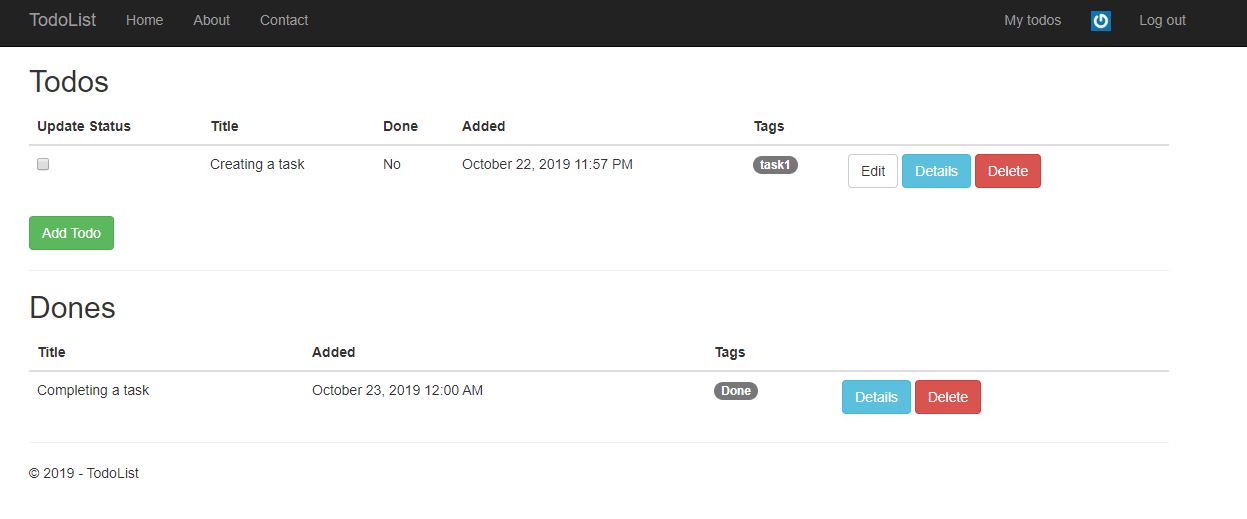 TodoList Home About Contact My todos Log out
Todos
Update Status Title Done Added Tags
Creating a task No October 22, 2019 11:57 PM task1 Edit Details Delete
Add Todo
Dones
Title Added Tags
Completing a task October 23, 2019 12:00 AM Done Details Delete
© 2019 - TodoList